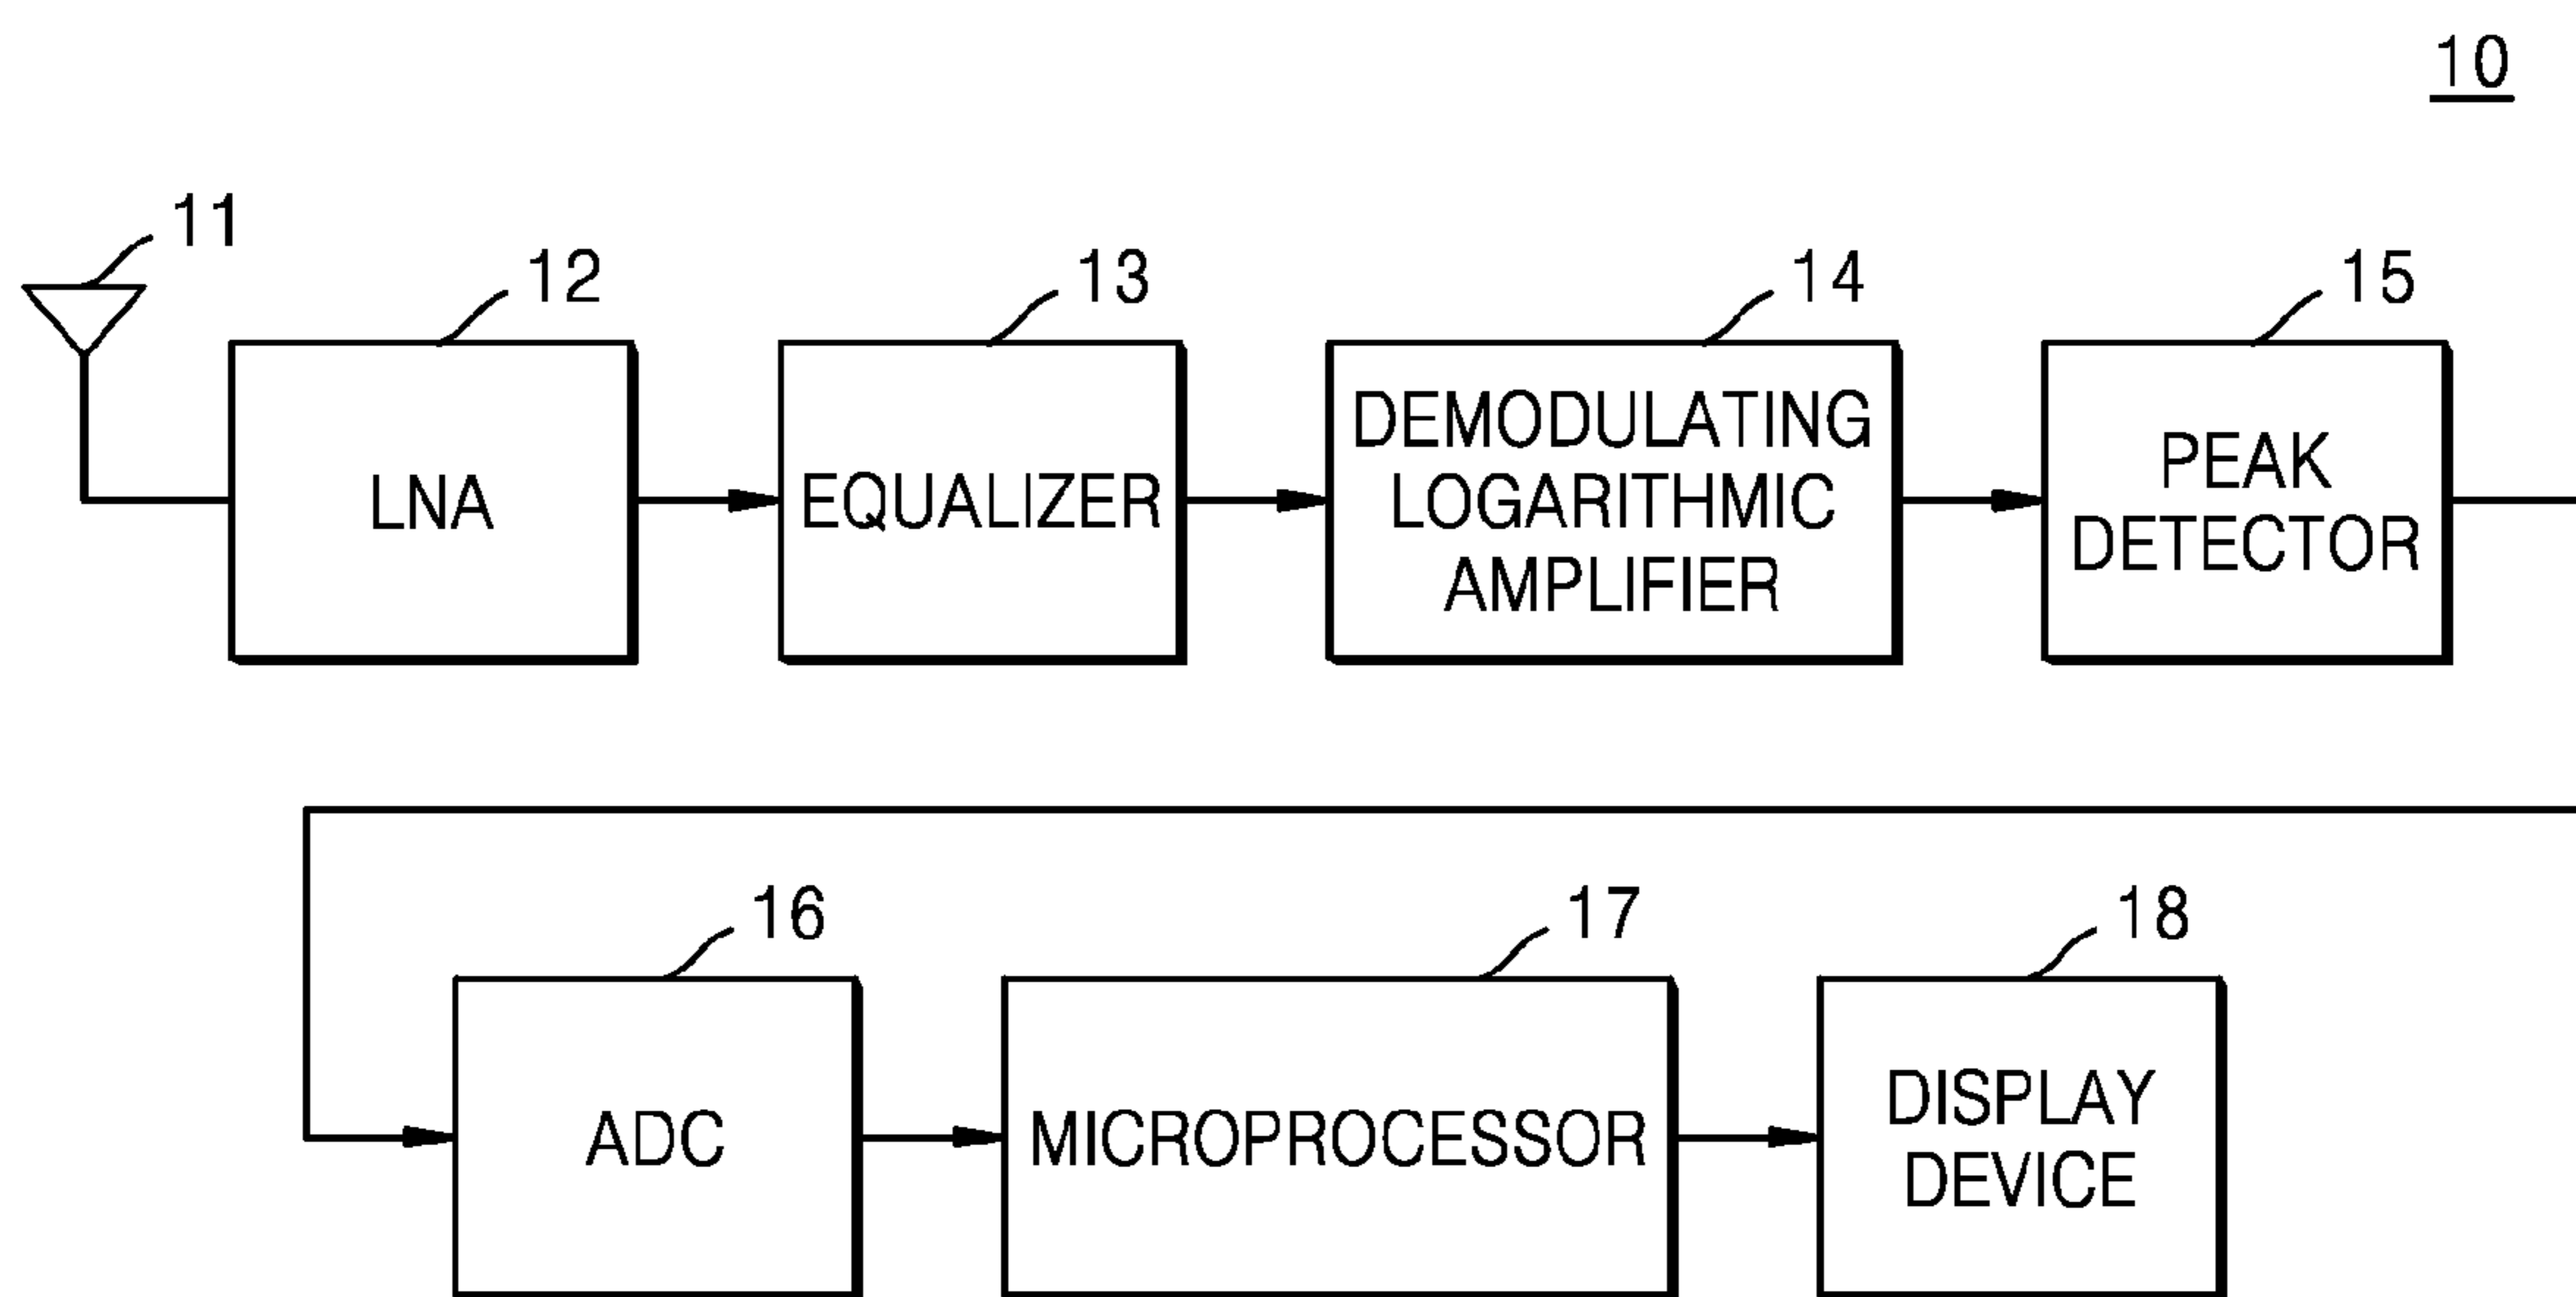 10
11
12
13
14
15
LNA
EQUALIZER
DEMODULATING
LOGARITHMIC
AMPLIFIER
PEAK
DETECTOR
16
17
18
ADC
MICROPROCESSOR
DISPLAY
DEVICE